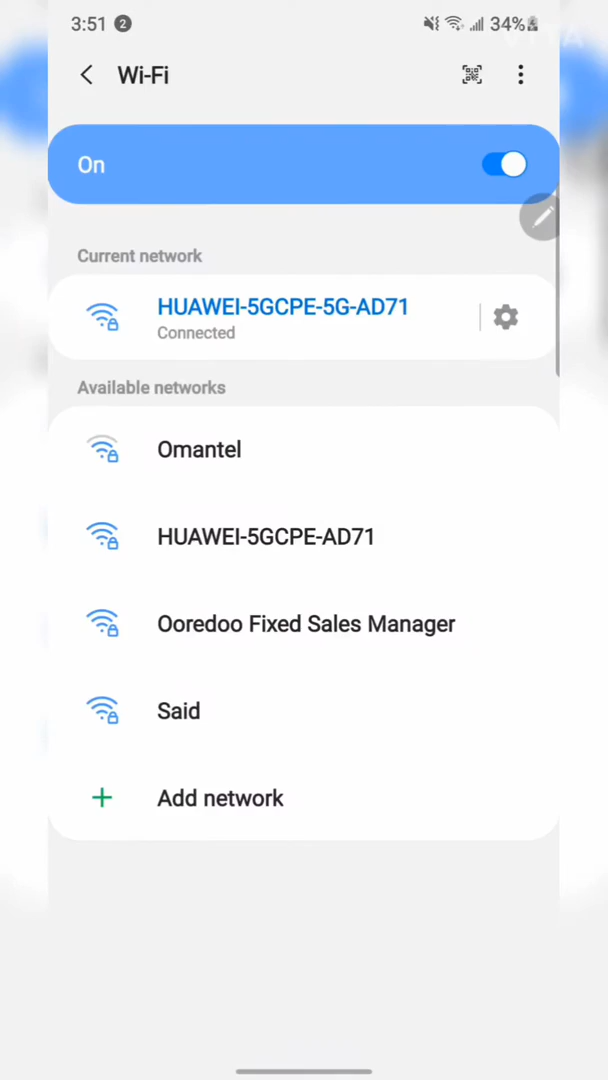 3:51 2 34%
Wi-Fi
On
Current network
HUAWEI-5GCPE-5G-AD71
Connected
Available networks
Omantel
HUAWEI-5GCPE-AD71
Ooredoo Fixed Sales Manager
Said
Add network